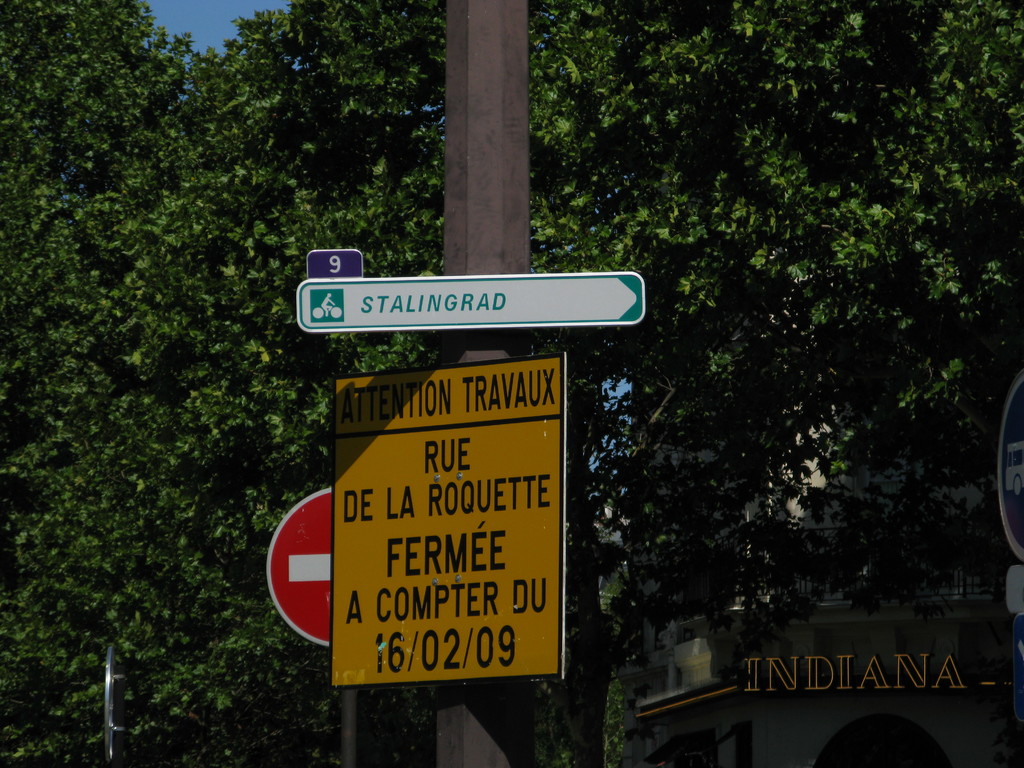 9
STALINGRAD
ATTENTION TRAVAUX
RUE
DE LA ROQUETTE
FERMÉE
A COMPTER DU
16/02/09
INDIANA